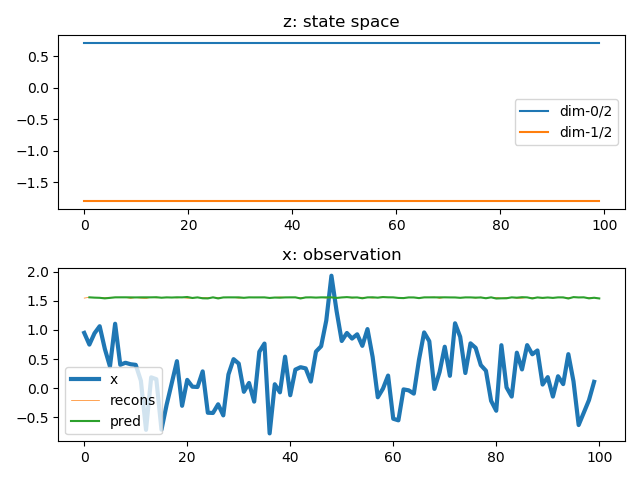 z: state space
0.5
0.0
−0.5
−1.0
−1.5
dim-0/2
dim-1/2
0 20 40 60 80 100
x: observation
2.0
1.5
1.0
0.5
0.0
−0.5
x
recons
pred
0 20 40 60 80 100